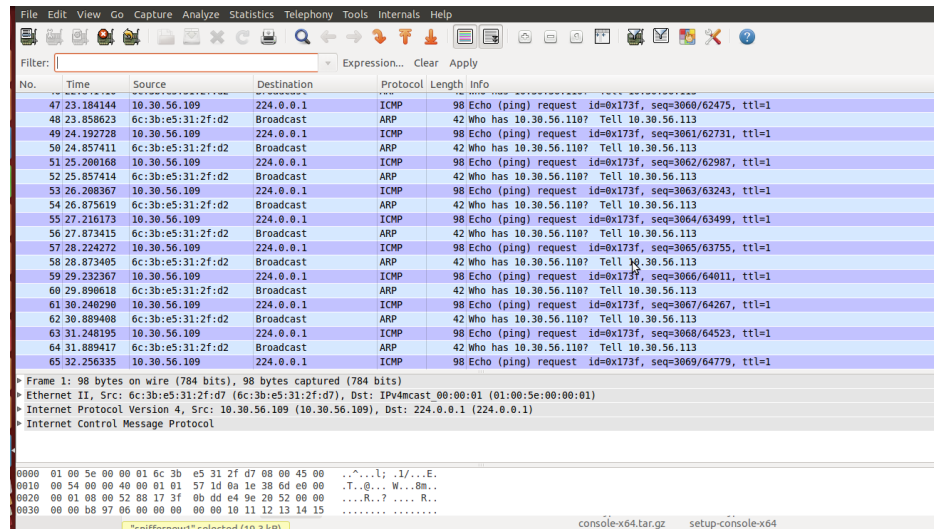 File Edit View Go Capture Analyze Statistics Telephony Tools Internals Help
Filter: Expression... Clear Apply
No. Time Source Destination Protocol Length Info
47 23.184144 10.30.56.109 224.0.0.1 ICMP 98 Echo (ping) request id=0x173f, seq=3060/62475, ttl=1
48 23.858623 6c:3b:e5:31:2f:d2 Broadcast ARP 42 Who has 10.30.56.110? Tell 10.30.56.113
49 24.192728 10.30.56.109 224.0.0.1 ICMP 98 Echo (ping) request id=0x173f, seq=3061/62731, ttl=1
50 24.857411 6c:3b:e5:31:2f:d2 Broadcast ARP 42 Who has 10.30.56.110? Tell 10.30.56.113
51 25.200168 10.30.56.109 224.0.0.1 ICMP 98 Echo (ping) request id=0x173f, seq=3062/62987, ttl=1
52 25.857414 6c:3b:e5:31:2f:d2 Broadcast ARP 42 Who has 10.30.56.110? Tell 10.30.56.113
53 26.208367 10.30.56.109 224.0.0.1 ICMP 98 Echo (ping) request id=0x173f, seq=3063/63243, ttl=1
54 26.875619 6c:3b:e5:31:2f:d2 Broadcast ARP 42 Who has 10.30.56.110? Tell 10.30.56.113
55 27.216173 10.30.56.109 224.0.0.1 ICMP 98 Echo (ping) request id=0x173f, seq=3064/63499, ttl=1
56 27.873415 6c:3b:e5:31:2f:d2 Broadcast ARP 42 Who has 10.30.56.110? Tell 10.30.56.113
57 28.224272 10.30.56.109 224.0.0.1 ICMP 98 Echo (ping) request id=0x173f, seq=3065/63755, ttl=1
58 28.873405 6c:3b:e5:31:2f:d2 Broadcast ARP 42 Who has 10.30.56.110? Tell 10.30.56.113
59 29.232367 10.30.56.109 224.0.0.1 ICMP 98 Echo (ping) request id=0x173f, seq=3066/64011, ttl=1
60 29.890618 6c:3b:e5:31:2f:d2 Broadcast ARP 42 Who has 10.30.56.110? Tell 10.30.56.113
61 30.240290 10.30.56.109 224.0.0.1 ICMP 98 Echo (ping) request id=0x173f, seq=3067/64267, ttl=1
62 30.889408 6c:3b:e5:31:2f:d2 Broadcast ARP 42 Who has 10.30.56.110? Tell 10.30.56.113
63 31.248195 10.30.56.109 224.0.0.1 ICMP 98 Echo (ping) request id=0x173f, seq=3068/64523, ttl=1
64 31.889417 6c:3b:e5:31:2f:d2 Broadcast ARP 42 Who has 10.30.56.110? Tell 10.30.56.113
65 32.256335 10.30.56.109 224.0.0.1 ICMP 98 Echo (ping) request id=0x173f, seq=3069/64779, ttl=1
Frame 1: 98 bytes on wire (784 bits), 98 bytes captured (784 bits)
Ethernet II, Src: 6c:3b:e5:31:2f:d7 (6c:3b:e5:31:2f:d7), Dst: IPv4mcast_00:00:01 (01:00:5e:00:00:01)
Internet Protocol Version 4, Src: 10.30.56.109 (10.30.56.109), Dst: 224.0.0.1 (224.0.0.1)
Internet Control Message Protocol
0000 01 00 5e 00 00 01 6c 3b e5 31 2f d7 08 00 45 00 ..^...l; .1/...E.
0010 00 54 00 00 40 00 01 01 57 1d 0a 1e 38 6d e0 00 .T..@... W...8m..
0020 00 01 08 00 52 88 17 3f 0b dd e4 9e 20 52 00 00 ....R..? .... R..
0030 00 00 b8 97 06 00 00 00 00 00 10 11 12 13 14 15 ........ ........
"sniffernow1" selected (19.3 kB) console-x64.tar.gz setup-console-x64